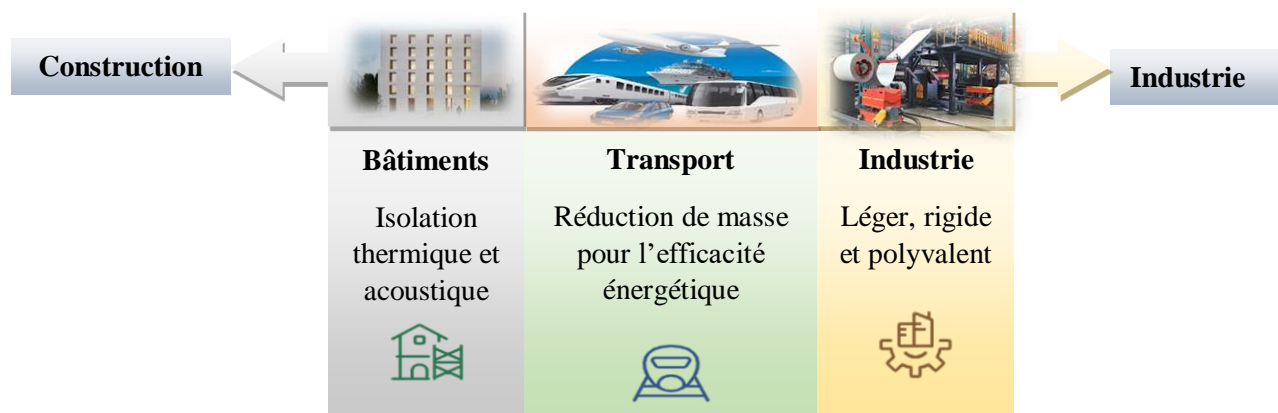 Construction
Industrie
Bâtiments
Isolation
thermique et
acoustique
Transport
Réduction de masse
pour l’efficacité
énergétique
Industrie
Léger, rigide
et polyvalent